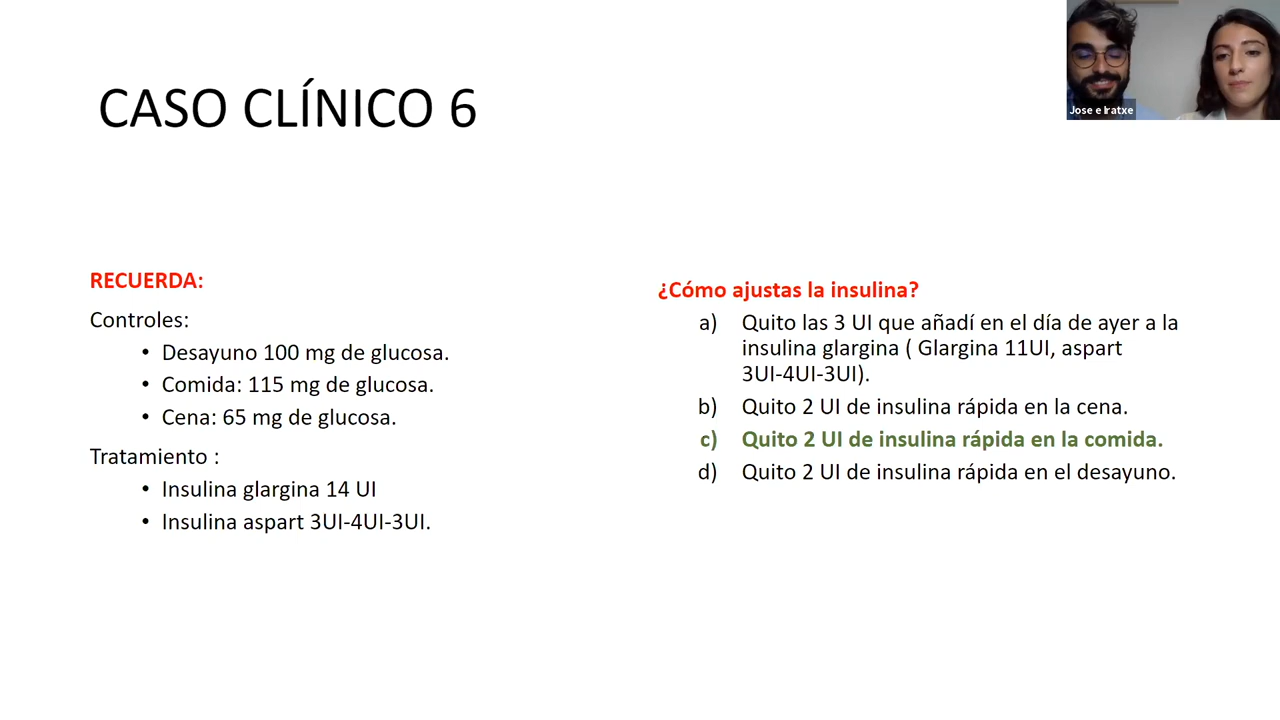 CASO CLÍNICO 6
Jose e Iratxe
RECUERDA:
Controles:
• Desayuno 100 mg de glucosa.
• Comida: 115 mg de glucosa.
• Cena: 65 mg de glucosa.
Tratamiento :
• Insulina glargina 14 UI
• Insulina aspart 3UI-4UI-3UI.
¿Cómo ajustas la insulina?
a) Quito las 3 UI que añadí en el día de ayer a la
insulina glargina ( Glargina 11UI, aspart
3UI-4UI-3UI).
b) Quito 2 UI de insulina rápida en la cena.
c) Quito 2 UI de insulina rápida en la comida.
d) Quito 2 UI de insulina rápida en el desayuno.